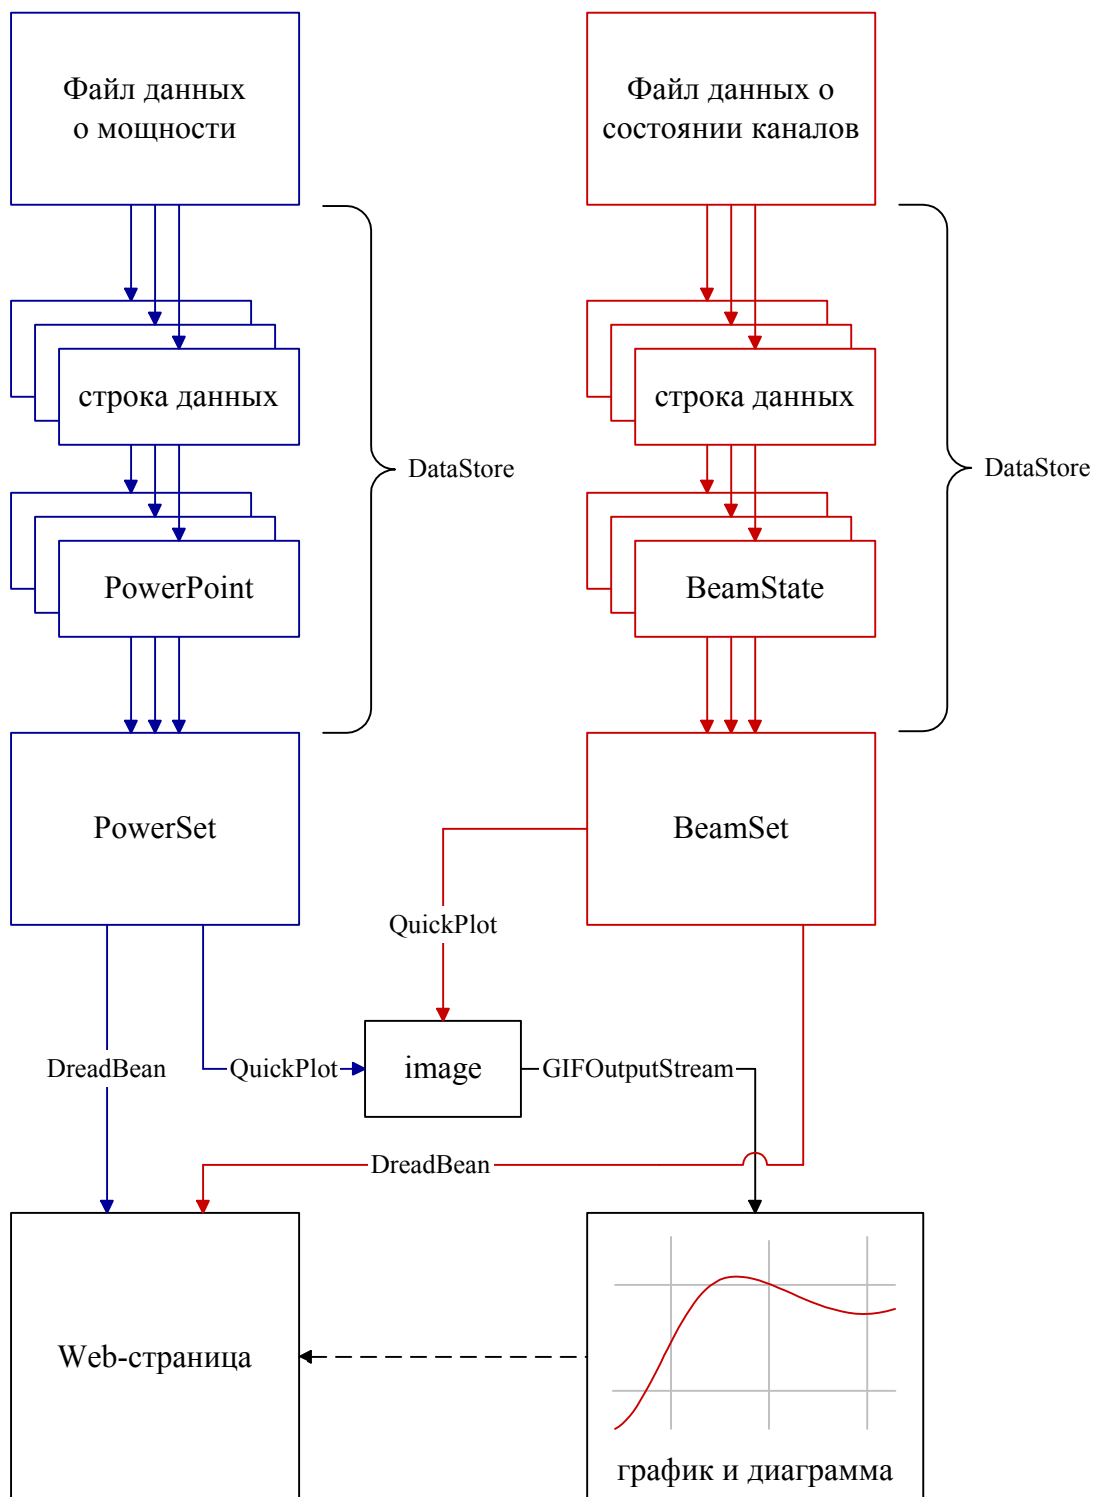 Файл данных
о мощности
Файл данных о
состоянии каналов
строка данных
строка данных
DataStore
DataStore
PowerPoint
BeamState
PowerSet
BeamSet
QuickPlot
DreadBean
QuickPlot
image
GIFOutputStream
DreadBean
Web-страница
график и диаграмма